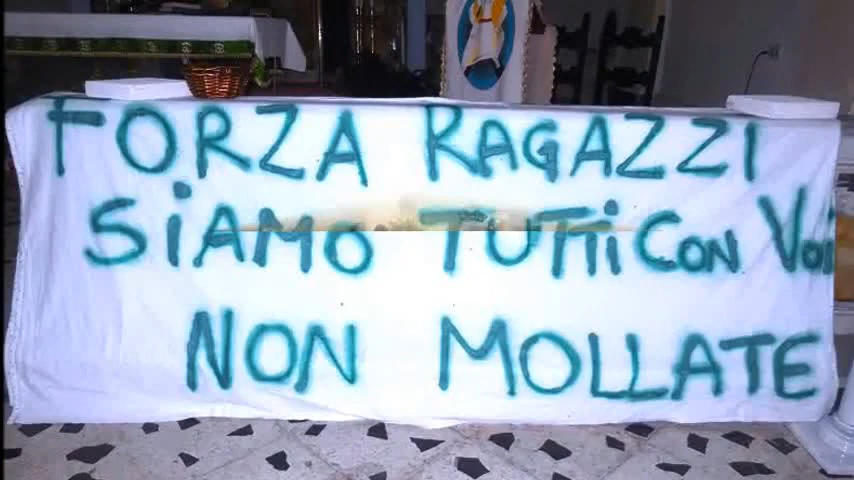 FORZA RAGAZZI
SiAMO TUTTi CON Voi
NON MOLLATE